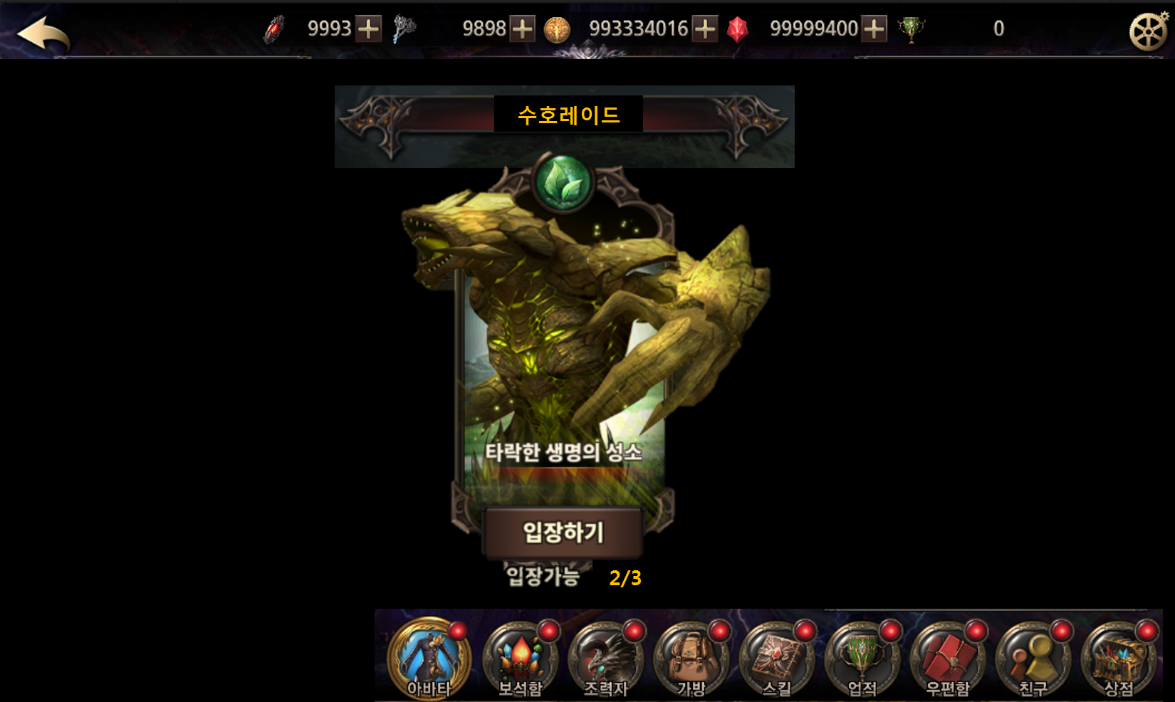 9993 9898 993334016 99999400 0
수호레이드
타락한 생명의 성소
입장하기
입장가능 2/3
아바타 보석함 조력자 가방 스킬 업적 우편함 친구 상점